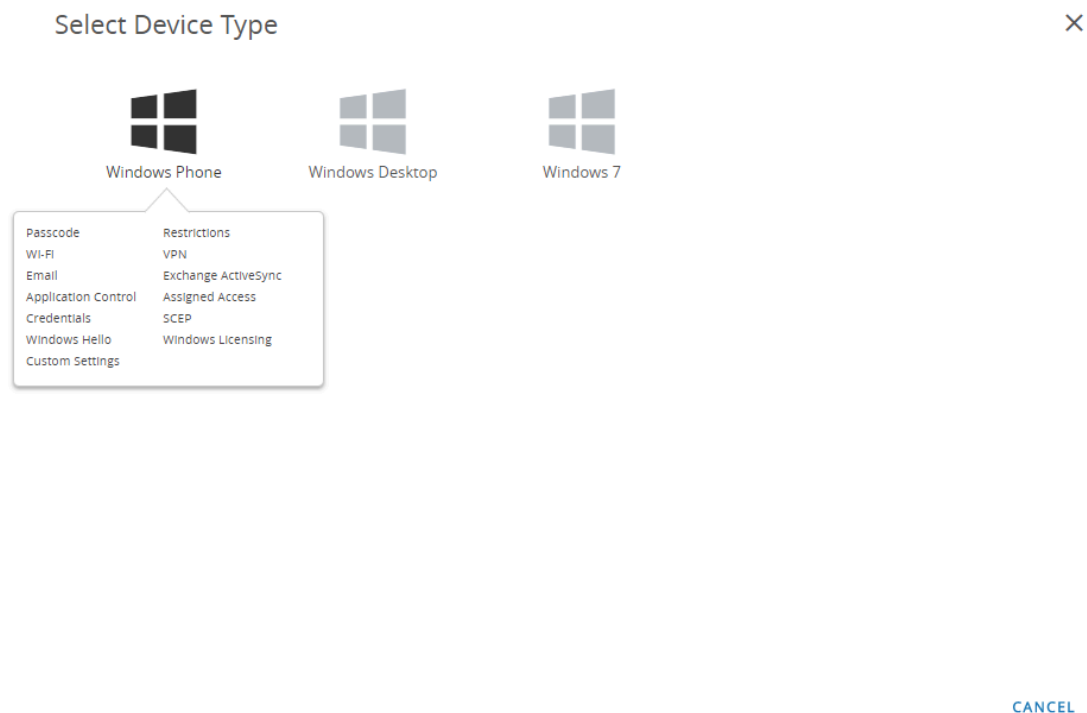 Select Device Type
Windows Phone
Windows Desktop
Windows 7
Passcode
Restrictions
Wi-Fi
VPN
Email
Exchange ActiveSync
Application Control
Assigned Access
Credentials
SCEP
Windows Hello
Windows Licensing
Custom Settings
CANCEL